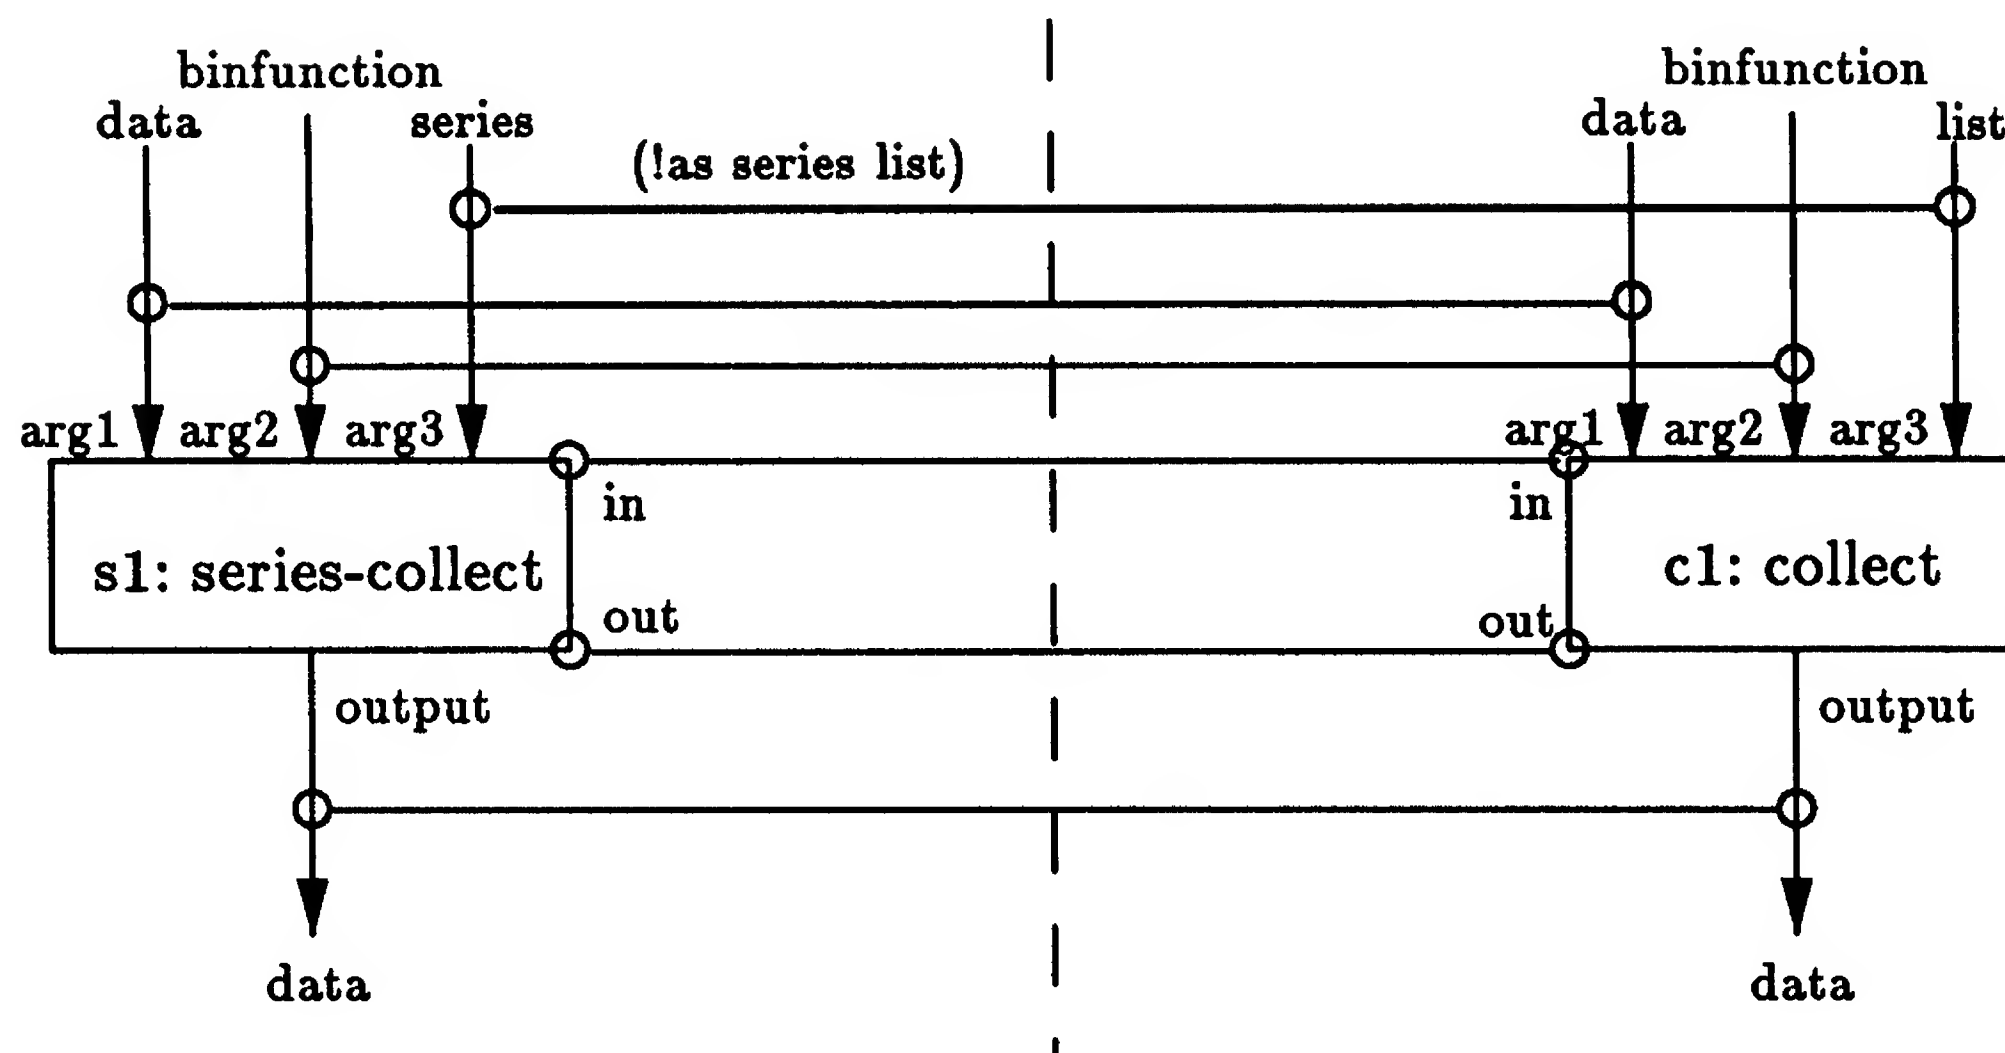 binfunction
data
series
(!as series list)
binfunction
data
list
arg1 arg2 arg3
arg1 arg2 arg3
in
in
s1: series-collect
c1: collect
out
out
output
output
data
data